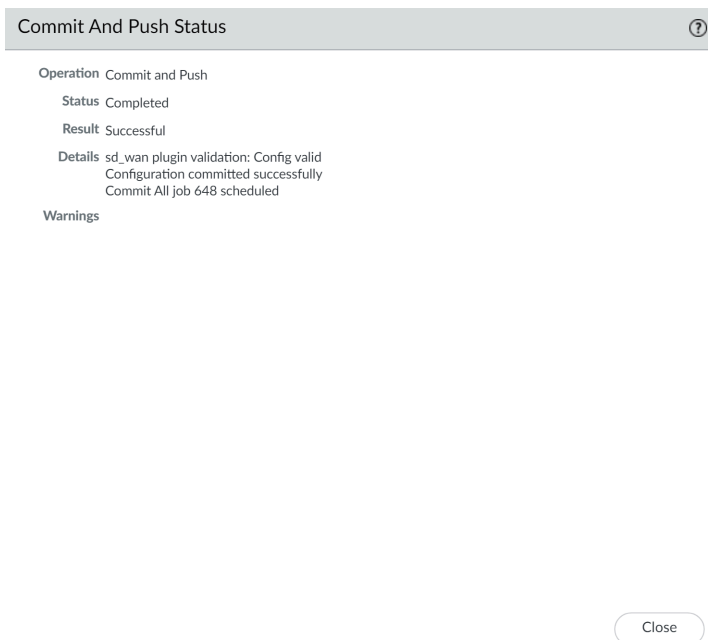 Commit And Push Status
?
Operation Commit and Push
Status Completed
Result Successful
Details sd_wan plugin validation: Config valid
Configuration committed successfully
Commit All job 648 scheduled
Warnings
Close